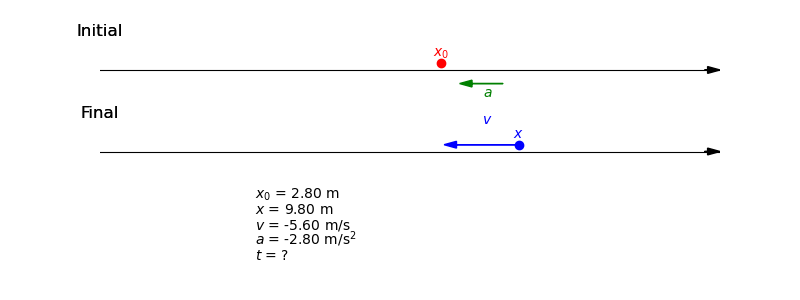 Initial
x₀
a
Final
v
x
x₀ = 2.80 m
x = 9.80 m
v = -5.60 m/s
a = -2.80 m/s²
t = ?